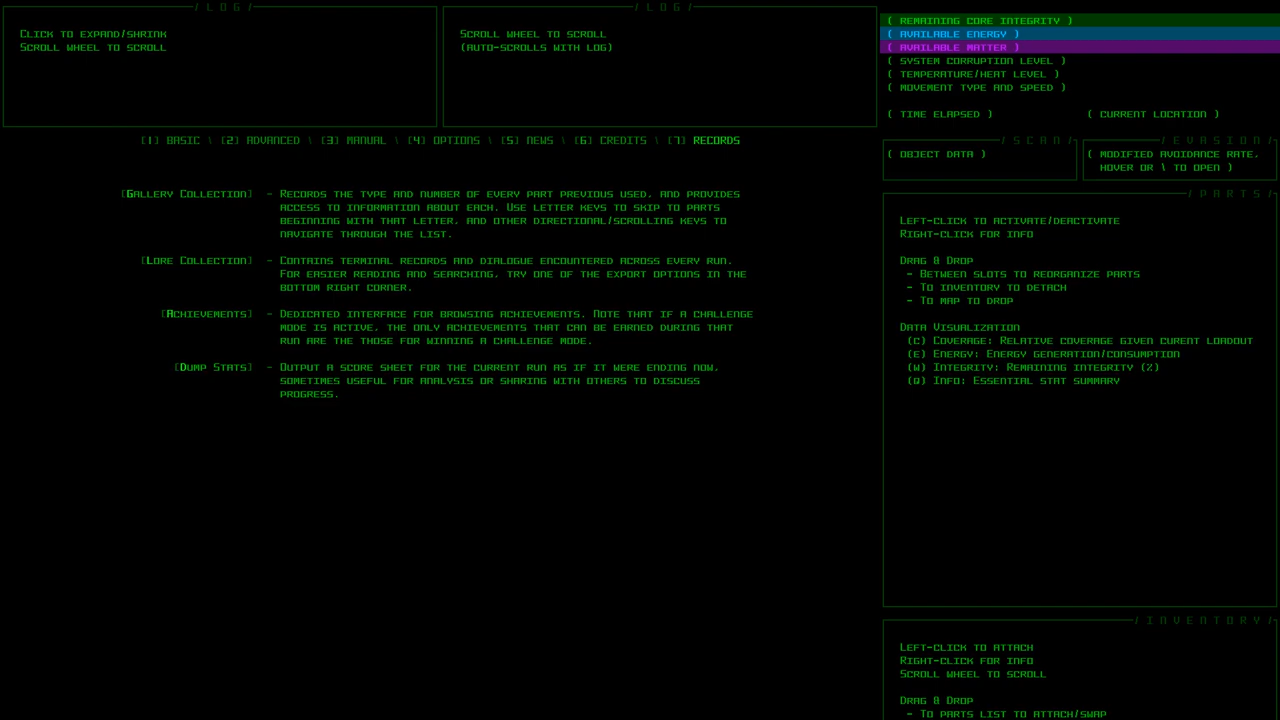 / L O G /
Click to expand/shrink
Scroll wheel to scroll
/ L O G /
Scroll wheel to scroll
(Auto-scrolls with log)
( Remaining core integrity )
( Available energy )
( Available matter )
( System corruption level )
( Temperature/heat level )
( Movement type and speed )
( Time elapsed )
( Current location )
[1] Basic \ [2] Advanced \ [3] Manual \ [4] Options \ [5] News \ [6] Credits \ [7] Records
/ S C A N /
( Object data )
/ E V A S I O N /
( Modified avoidance rate,
hover or \ to open )
[Gallery Collection] - Records the type and number of every part previous used, and provides
access to information about each. Use letter keys to skip to parts
beginning with that letter, and other directional/scrolling keys to
navigate through the list.
[Lore Collection] - Contains terminal records and dialogue encountered across every run.
For easier reading and searching, try one of the export options in the
bottom right corner.
[Achievements] - Dedicated interface for browsing achievements. Note that if a challenge
mode is active, the only achievements that can be earned during that
run are the those for winning a challenge mode.
[Dump Stats] - Output a score sheet for the current run as if it were ending now,
sometimes useful for analysis or sharing with others to discuss
progress.
/ P A R T S /
Left-click to activate/deactivate
Right-click for info
Drag & Drop
- Between slots to reorganize parts
- To inventory to detach
- To map to drop
Data Visualization
(C) Coverage: Relative coverage given curent loadout
(E) Energy: Energy generation/consumption
(W) Integrity: Remaining integrity (%)
(Q) Info: Essential stat summary
/ I N V E N T O R Y /
Left-click to attach
Right-click for info
Scroll wheel to scroll
Drag & Drop
- To parts list to attach/swap